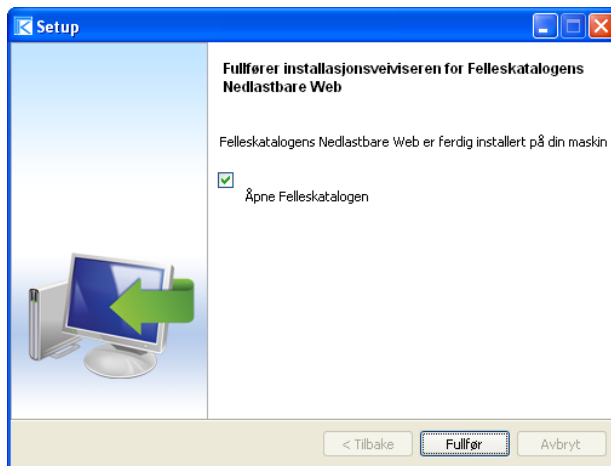 Setup
Fullfører installasjonsveiviseren for Felleskatalogens
Nedlastbare Web
Felleskatalogens Nedlastbare Web er ferdig installert på din maskin
Åpne Felleskatalogen
< Tilbake
Fullfør
Avbryt